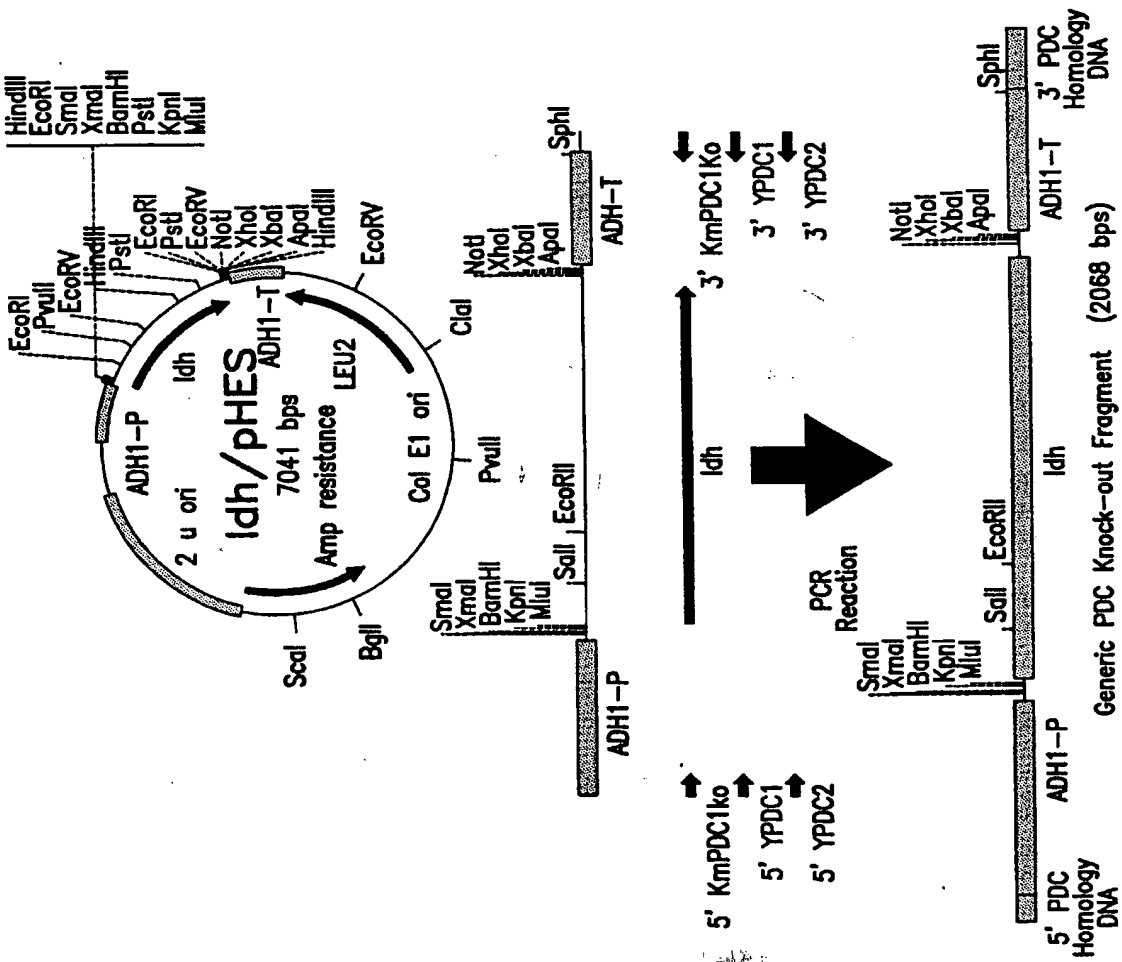 HindIII
EcoRI
SmaI
XmaI
BamHI
PstI
KpnI
MluI
EcoRI
PvuII
EcoRV
HindIII
PstI
EcoRI
PstI
EcoRV
NotI
XhoI
XbaI
ApaI
HindIII
ADH1-P
ldh
ADH1-T
2 u ori
ldh/pHES
7041 bps
LEU2
Amp resistance
Col E1 ori
EcoRV
ClaI
PvuII
BglI
ScaI
SmaI
XmaI
BamHI
KpnI
MluI
SalI
EcoRII
NotI
XhoI
XbaI
ApaI
SphI
ADH1-P
ADH-T
ldh
5' KmPDC1ko
5' YPDC1
5' YPDC2
3' KmPDC1Ko
3' YPDC1
3' YPDC2
PCR
Reaction
SmaI
XmaI
BamHI
KpnI
MluI
SalI
EcoRII
NotI
XhoI
XbaI
ApaI
SphI
5' PDC
Homology
DNA
ADH1-P
ldh
ADH1-T
3' PDC
Homology
DNA
Generic PDC Knock-out Fragment (2068 bps)